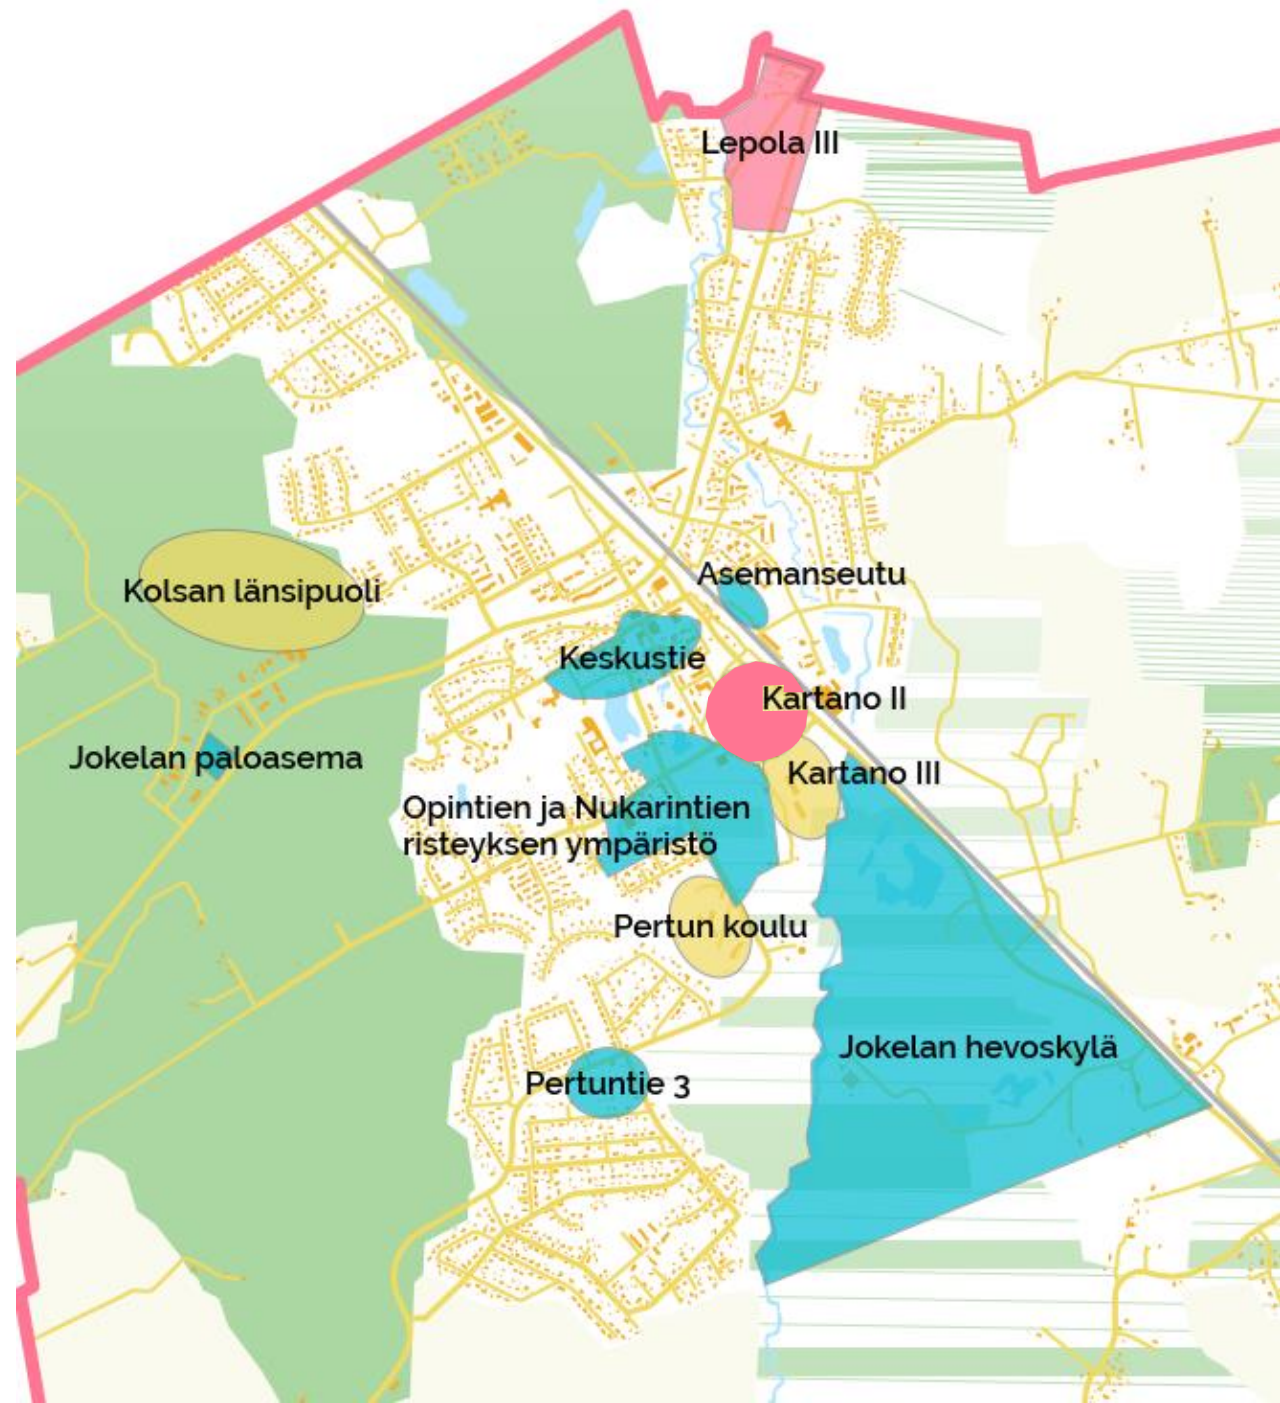 Lepola III
Asemanseutu
Kolsan länsipuoli
Keskustie
Kartano II
Jokelan paloasema
Kartano III
Opintien ja Nukarintien
risteyksen ympäristö
Pertun koulu
Jokelan hevoskylä
Pertuntie 3